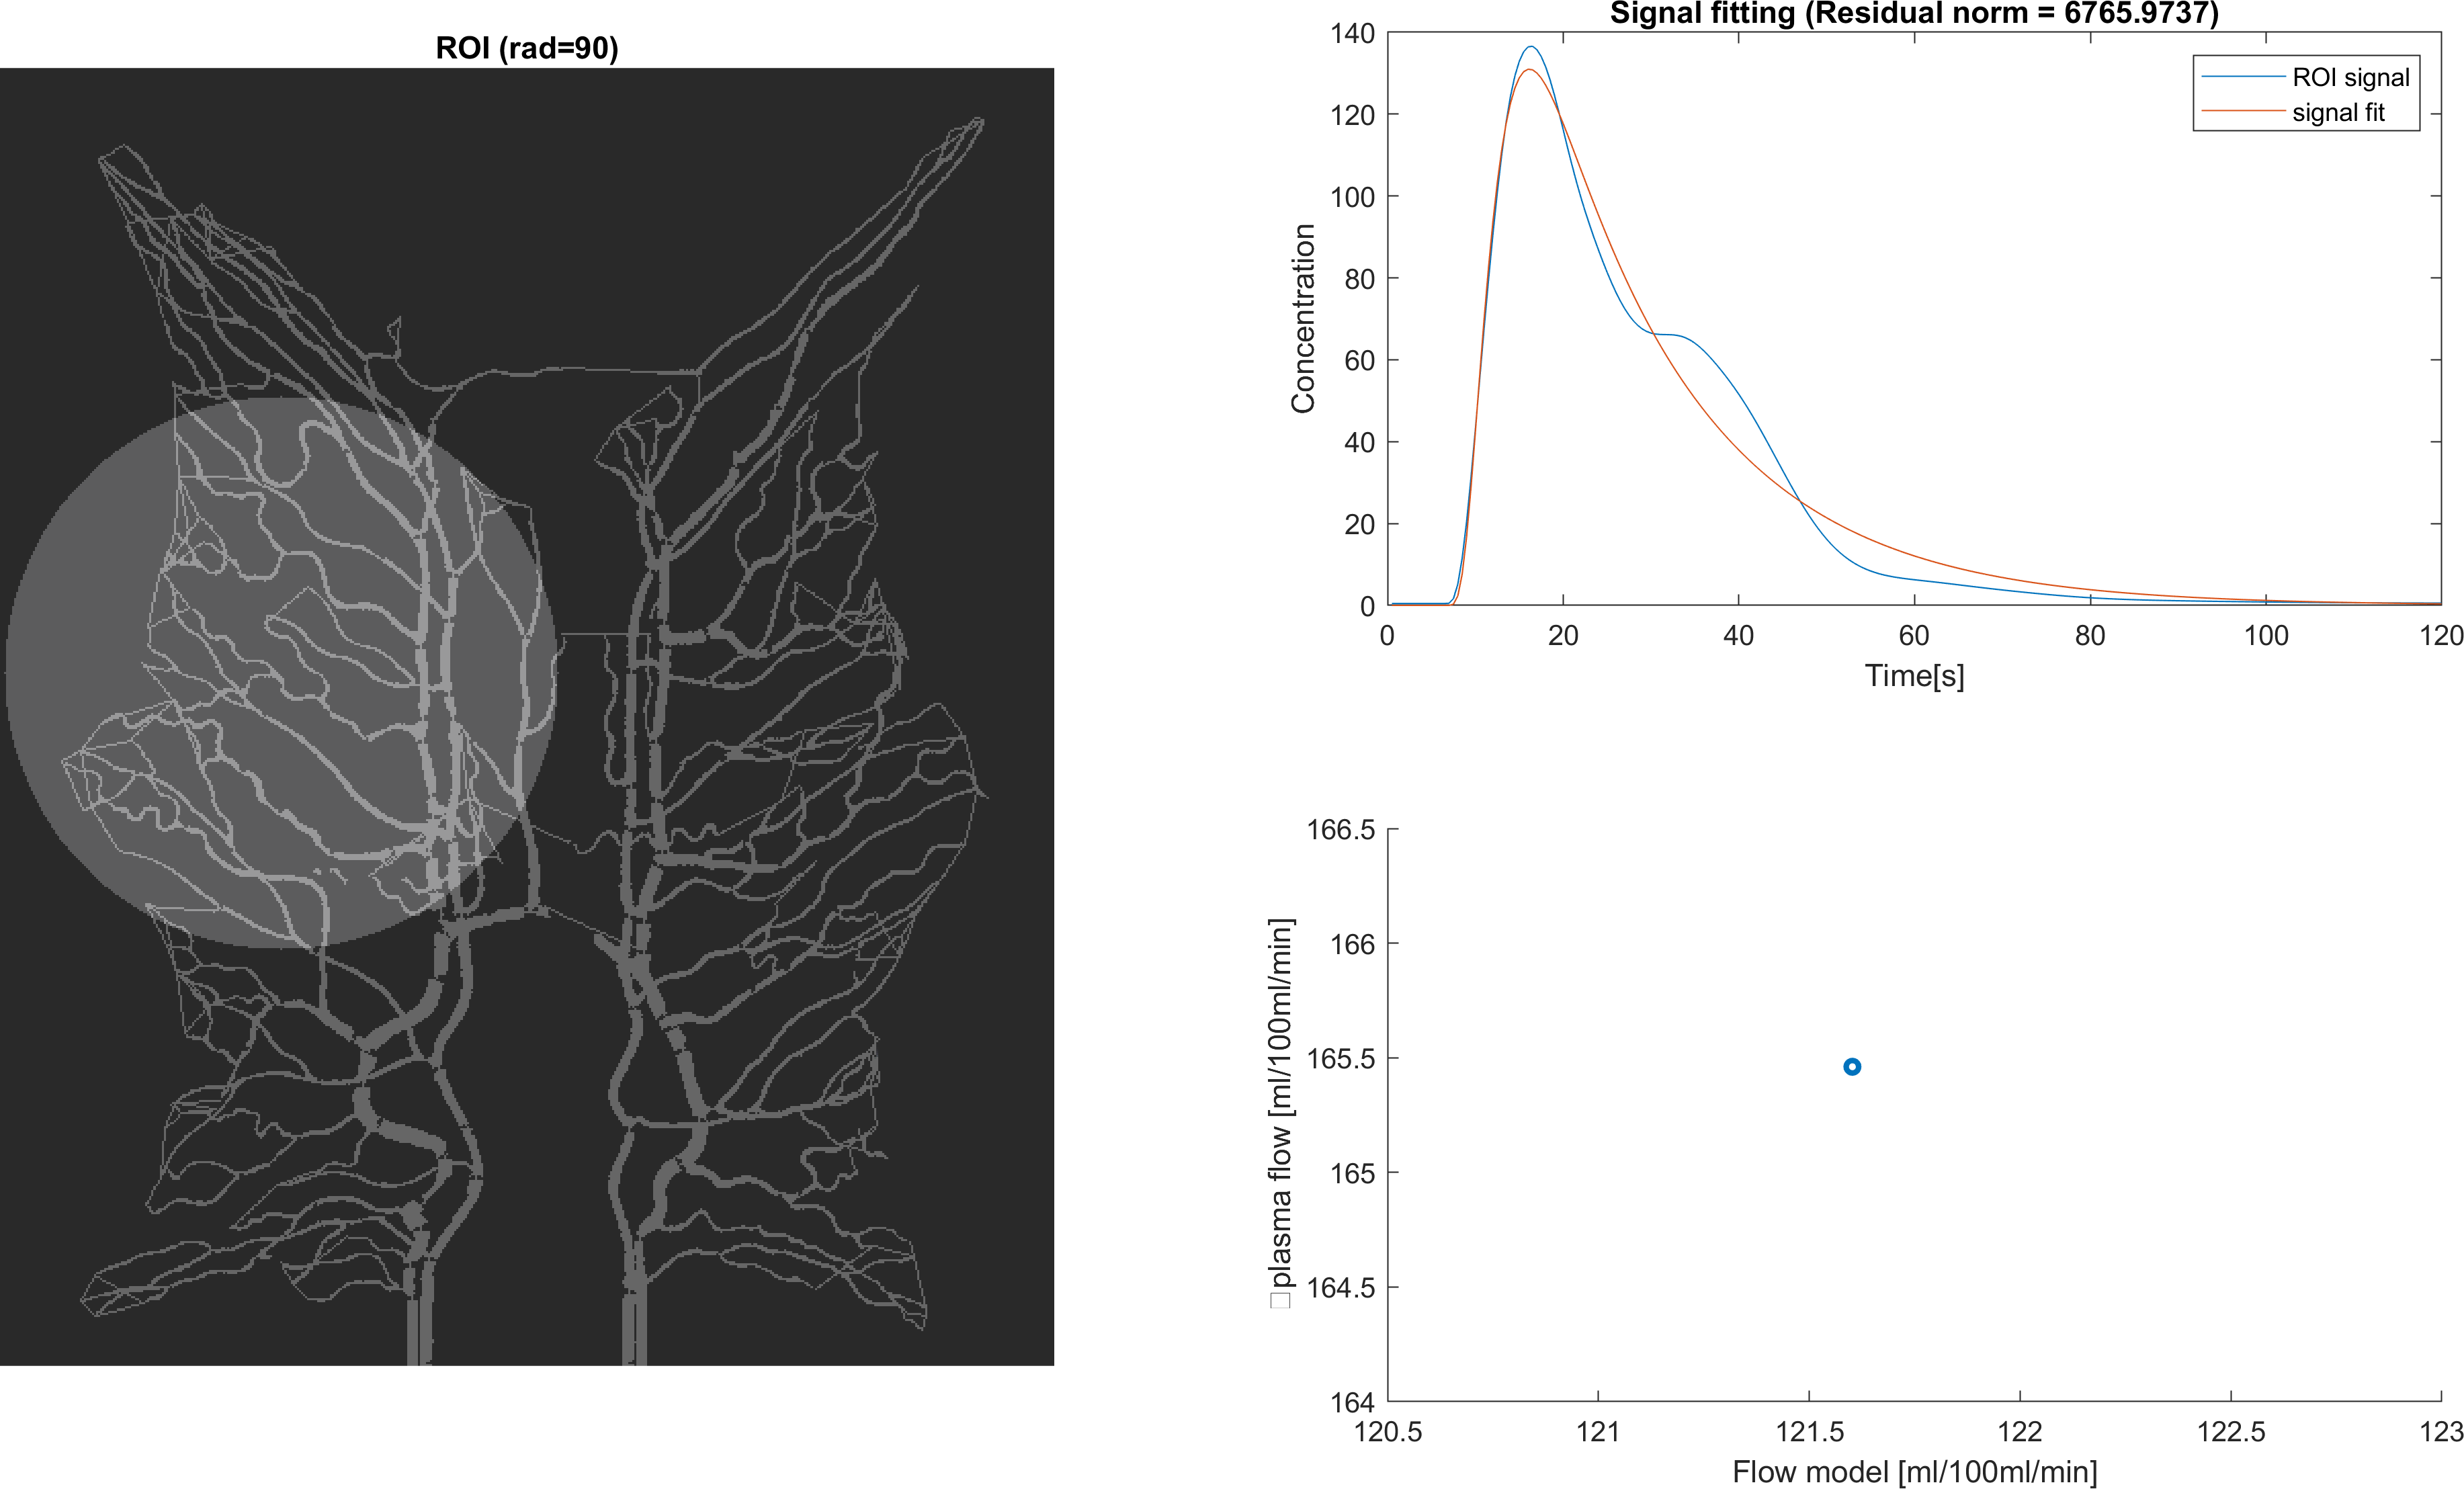 ROI (rad=90)
Signal fitting (Residual norm = 6765.9737)
140
120
100
80
60
40
20
0
Concentration
ROI signal
signal fit
0 20 40 60 80 100 120
Time[s]
166.5
166
165.5
165
164.5
164
plasma flow [ml/100ml/min]
120.5 121 121.5 122 122.5 123
Flow model [ml/100ml/min]